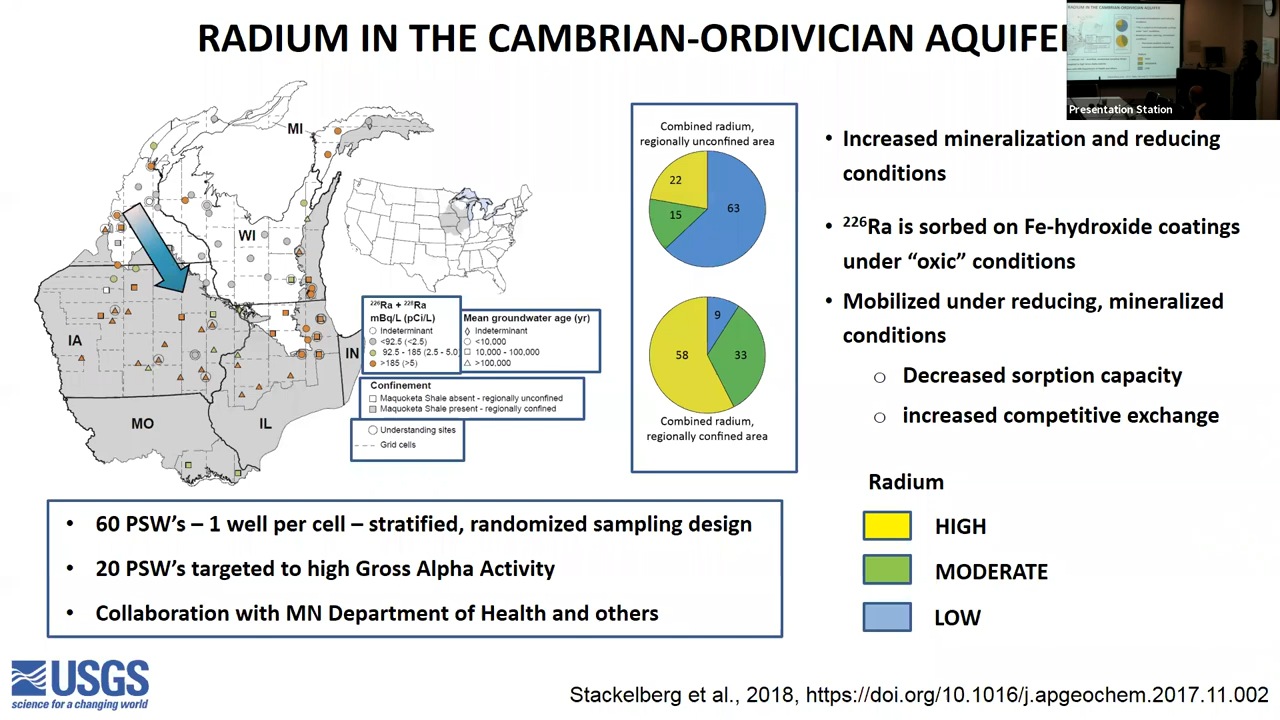 RADIUM IN THE CAMBRIAN-ORDIVICIAN AQUIFE
Presentation Station
MI
WI
IA
IN
MO
IL
226Ra + 228Ra
mBq/L (pCi/L)
Indeterminant
<92.5 (<2.5)
92.5 - 185 (2.5 - 5.0)
>185 (>5)
Mean groundwater age (yr)
Indeterminant
<10,000
10,000 - 100,000
>100,000
Confinement
Maquoketa Shale absent - regionally unconfined
Maquoketa Shale present - regionally confined
Understanding sites
Grid cells
Combined radium,
regionally unconfined area
22
15
63
9
58
33
Combined radium,
regionally confined area
• Increased mineralization and reducing
conditions
• 226Ra is sorbed on Fe-hydroxide coatings
under “oxic” conditions
• Mobilized under reducing, mineralized
conditions
o Decreased sorption capacity
o increased competitive exchange
Radium
HIGH
MODERATE
LOW
• 60 PSW’s – 1 well per cell – stratified, randomized sampling design
• 20 PSW’s targeted to high Gross Alpha Activity
• Collaboration with MN Department of Health and others
USGS
science for a changing world
Stackelberg et al., 2018, https://doi.org/10.1016/j.apgeochem.2017.11.002